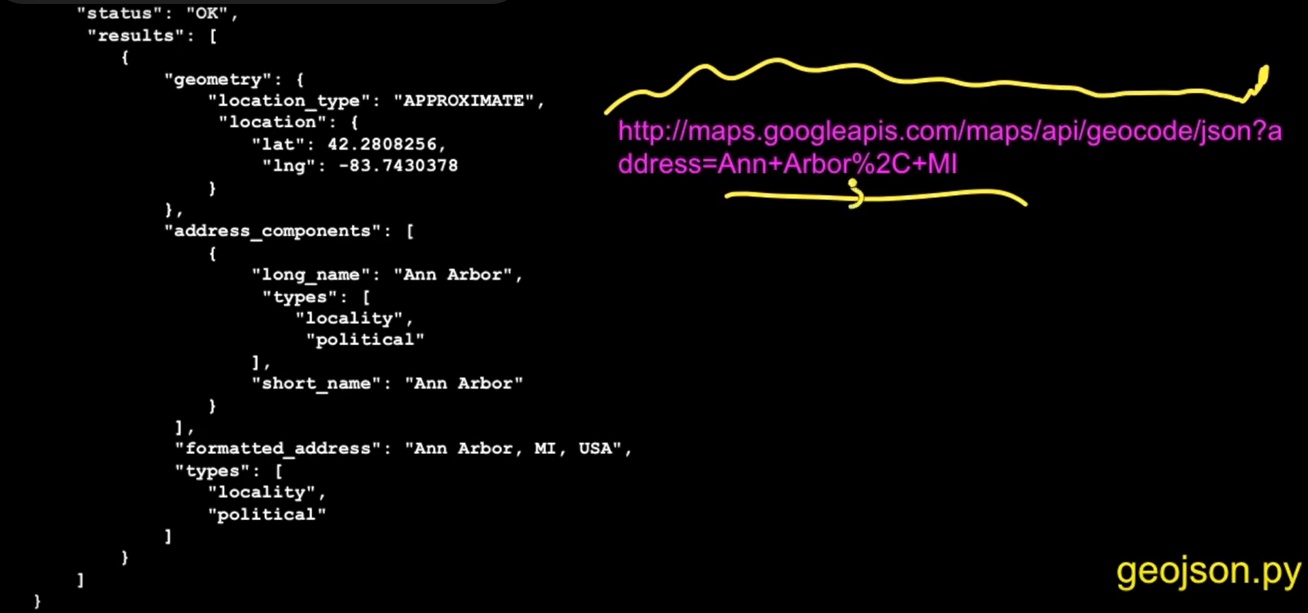 "status": "OK",
"results": [
{
"geometry": {
"location_type": "APPROXIMATE",
"location": {
"lat": 42.2808256,
"lng": -83.7430378
}
},
"address_components": [
{
"long_name": "Ann Arbor",
"types": [
"locality",
"political"
],
"short_name": "Ann Arbor"
}
],
"formatted_address": "Ann Arbor, MI, USA",
"types": [
"locality",
"political"
]
}
]
}
http://maps.googleapis.com/maps/api/geocode/json?a
ddress=Ann+Arbor%2C+MI
geojson.py